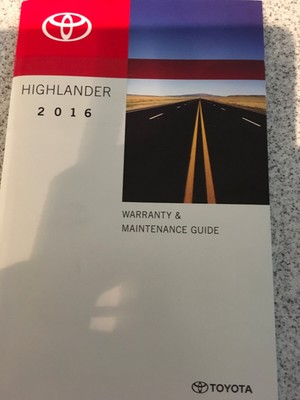 HIGHLANDER
2016
WARRANTY &
MAINTENANCE GUIDE
TOYOTA